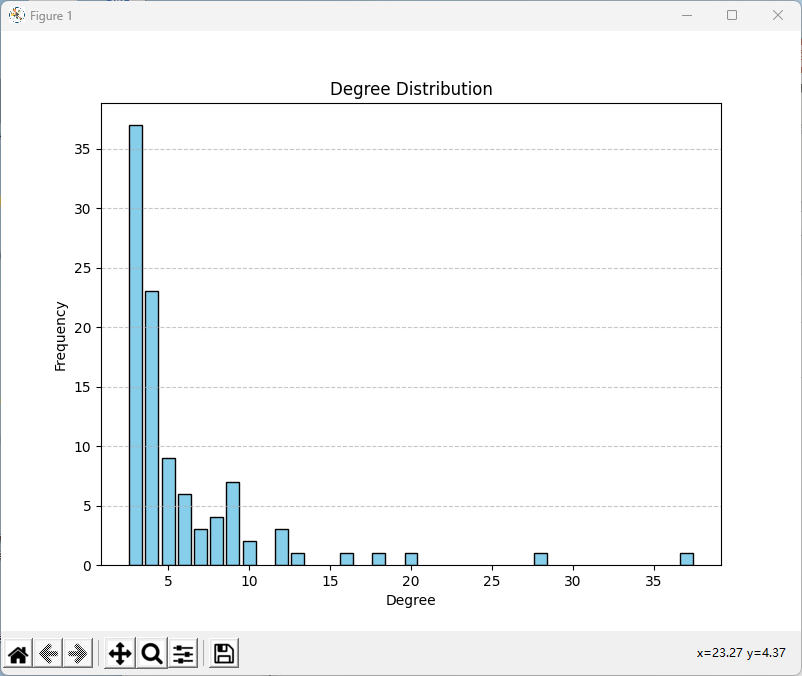 Figure 1
Degree Distribution
35
30
25
20
15
10
5
0
Frequency
5 10 15 20 25 30 35
Degree
x=23.27 y=4.37